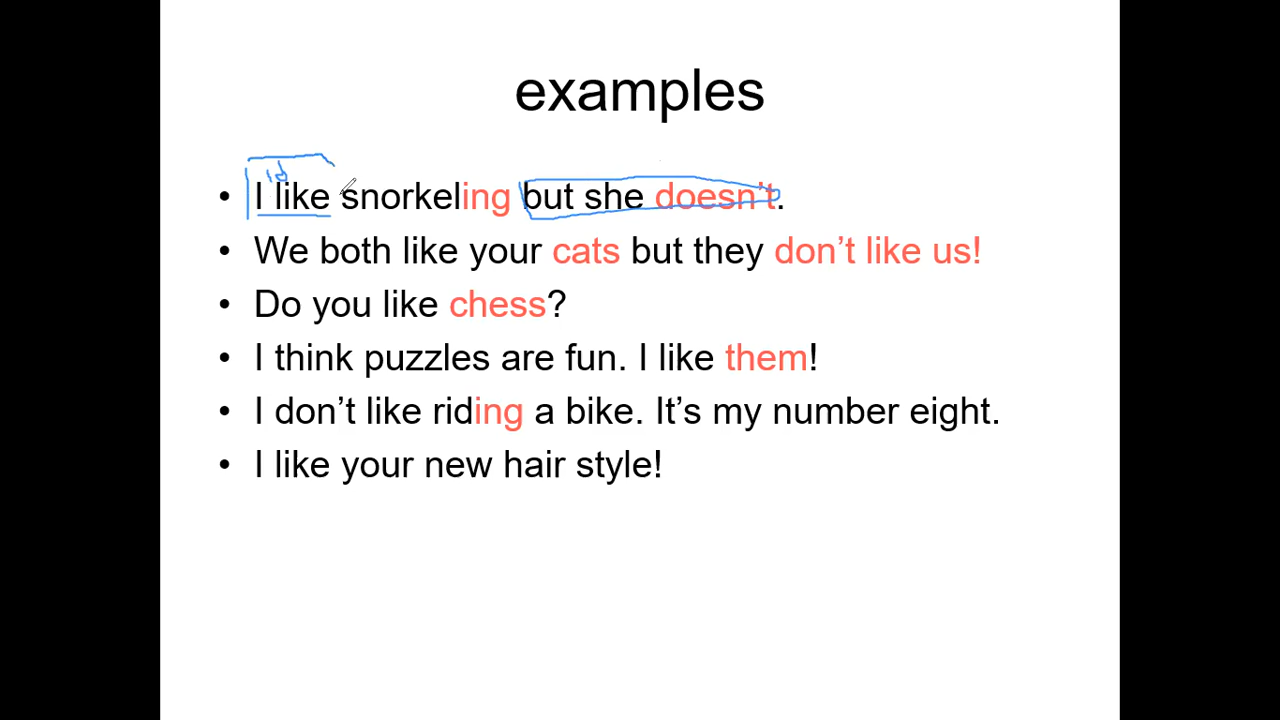 examples
• I like snorkeling but she doesn't.
• We both like your cats but they don't like us!
• Do you like chess?
• I think puzzles are fun. I like them!
• I don't like riding a bike. It's my number eight.
• I like your new hair style!